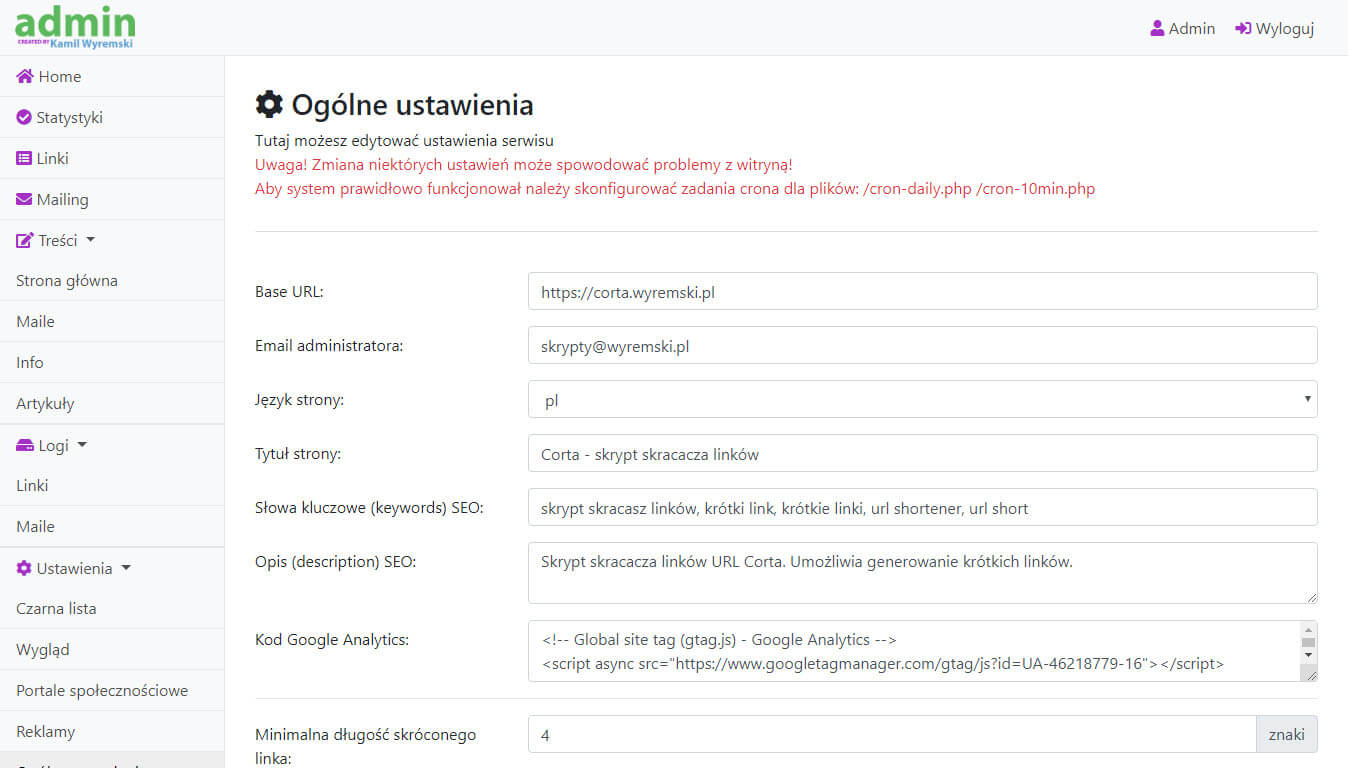 admin
CREATED BY Kamil Wyremski
Admin
Wyloguj
Home
Statystyki
Linki
Mailing
Treści
Strona główna
Maile
Info
Artykuły
Logi
Linki
Maile
Ustawienia
Czarna lista
Wygląd
Portale społecznościowe
Reklamy
Ogólne ustawienia
Tutaj możesz edytować ustawienia serwisu
Uwaga! Zmiana niektórych ustawień może spowodować problemy z witryną!
Aby system prawidłowo funkcjonował należy skonfigurować zadania crona dla plików: /cron-daily.php /cron-10min.php
Base URL:
https://corta.wyremski.pl
Email administratora:
skrypty@wyremski.pl
Język strony:
pl
Tytuł strony:
Corta - skrypt skracacza linków
Słowa kluczowe (keywords) SEO:
skrypt skracasz linków, krótki link, krótkie linki, url shortener, url short
Opis (description) SEO:
Skrypt skracacza linków URL Corta. Umożliwia generowanie krótkich linków.
Kod Google Analytics:
<!-- Global site tag (gtag.js) - Google Analytics -->
<script async src="https://www.googletagmanager.com/gtag/js?id=UA-46218779-16"></script>
Minimalna długość skróconego
linka:
4
znaki